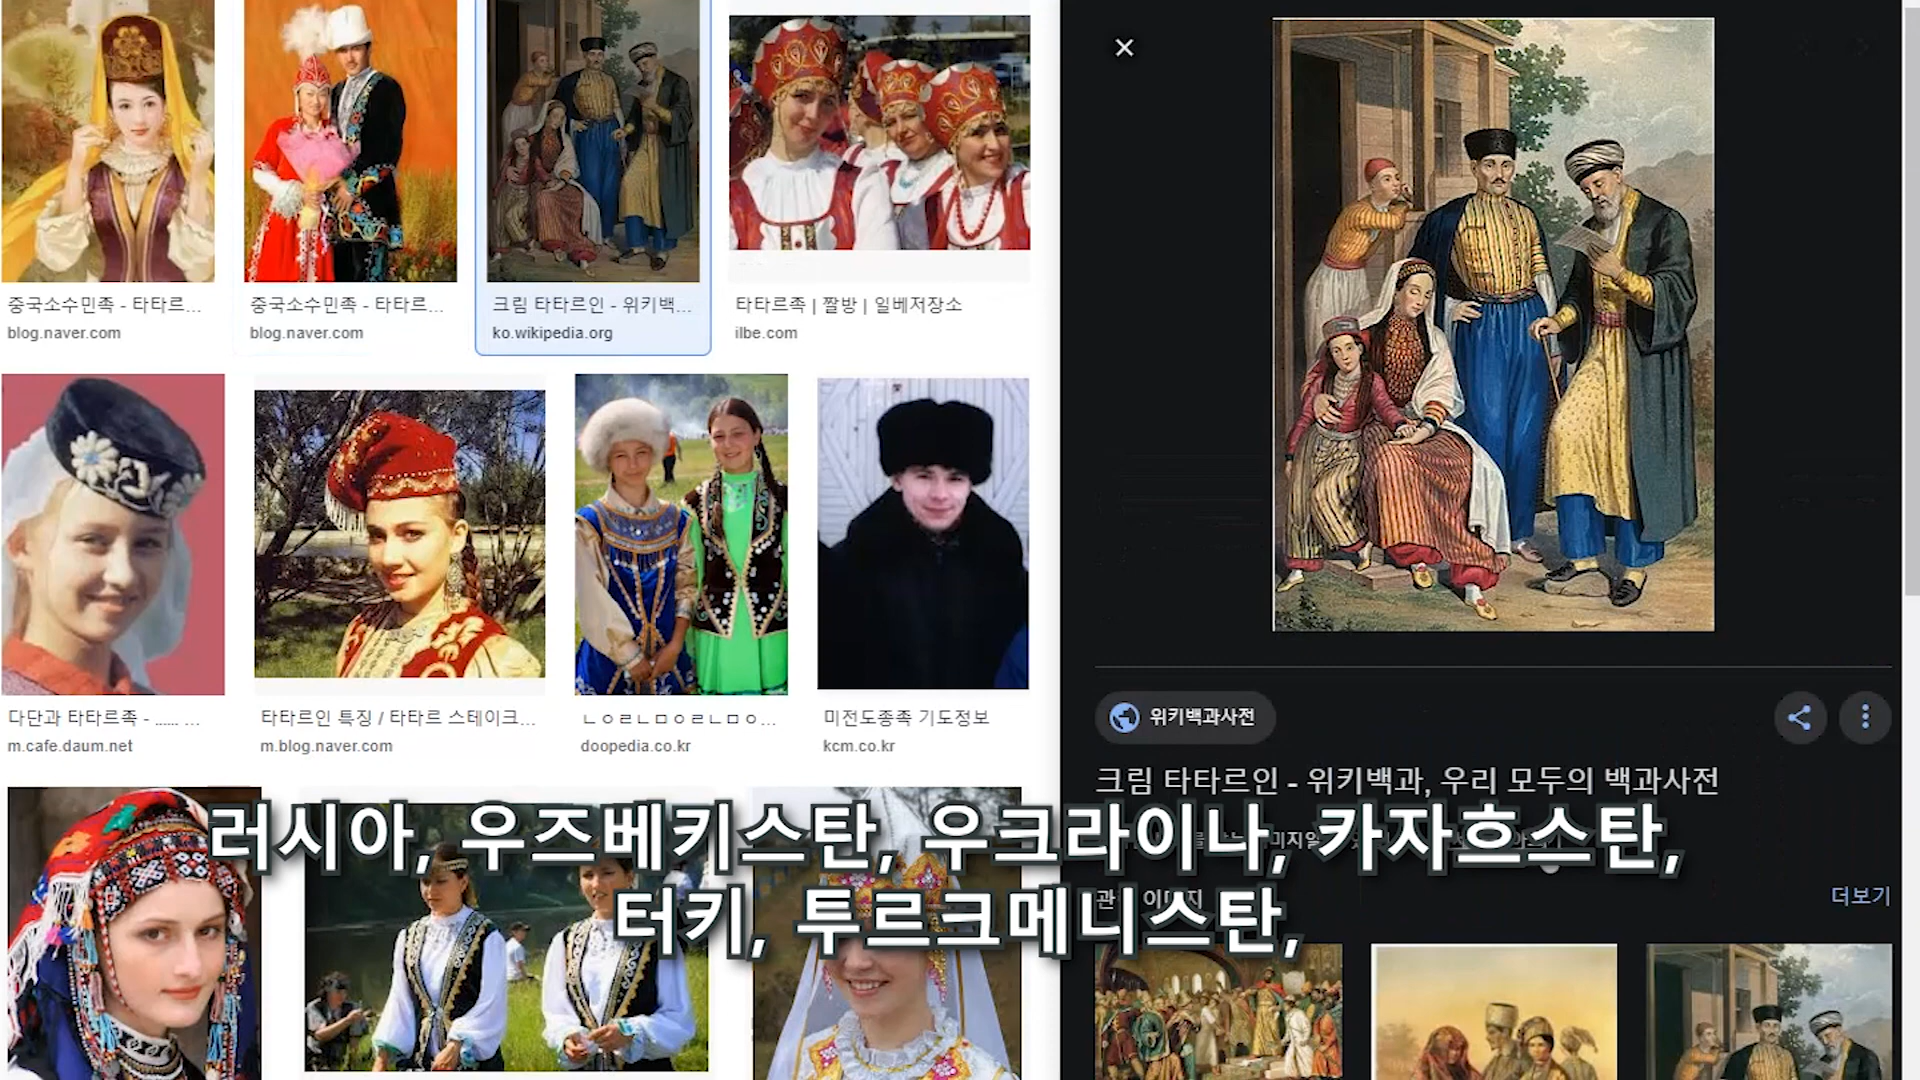 중국소수민족 - 타타르...
blog.naver.com
중국소수민족 - 타타르...
blog.naver.com
크림 타타르인 - 위키백...
ko.wikipedia.org
타타르족 | 짤방 | 일베저장소
ilbe.com
다단과 타타르족 - ...... ...
m.cafe.daum.net
타타르인 특징 / 타타르 스테이크...
m.blog.naver.com
ㄴㅇㄹㄴㅁㅇㄹㄴㅁㅇ...
doopedia.co.kr
미전도종족 기도정보
kcm.co.kr
위키백과사전
크림 타타르인 - 위키백과, 우리 모두의 백과사전
더보기
러시아, 우즈베키스탄, 우크라이나, 카자흐스탄,
터키, 투르크메니스탄,